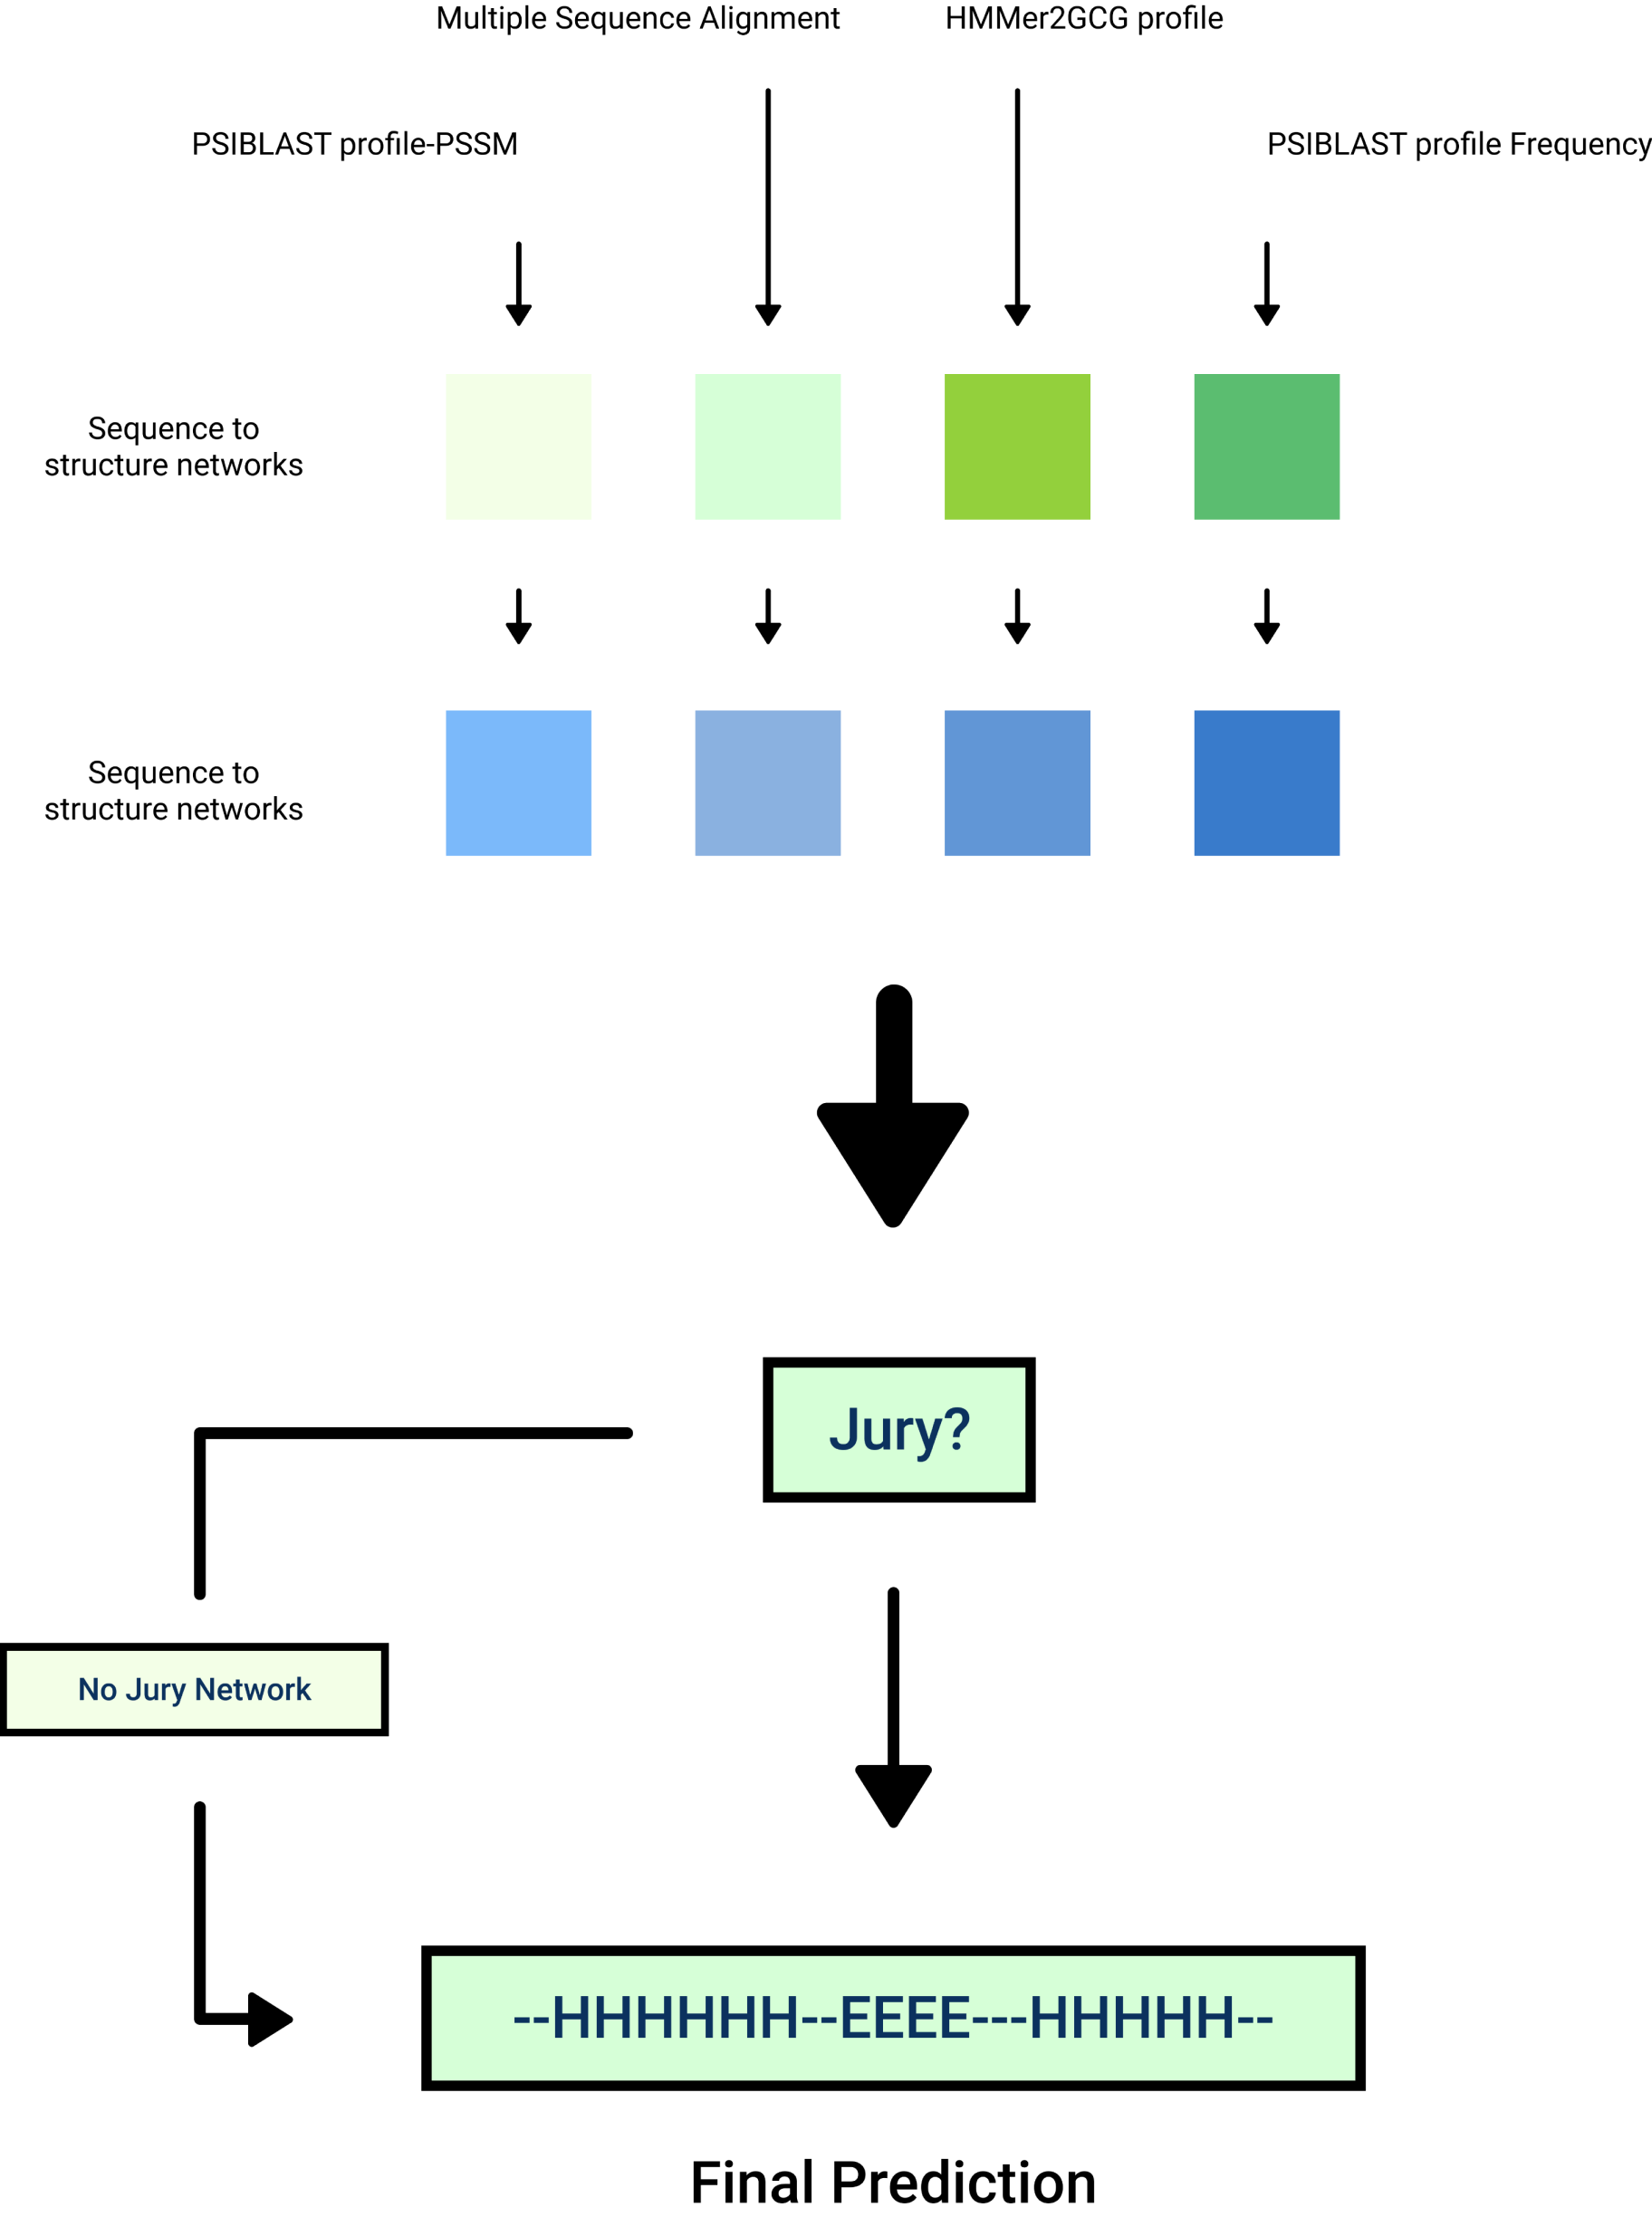 Multiple Sequence Alignment
HMMer2GCG profile
PSIBLAST profile-PSSM
PSIBLAST profile Frequency
Sequence to
structure networks
Sequence to
structure networks
Jury?
No Jury Network
--HHHHHH--EEEE---HHHHH--
Final Prediction